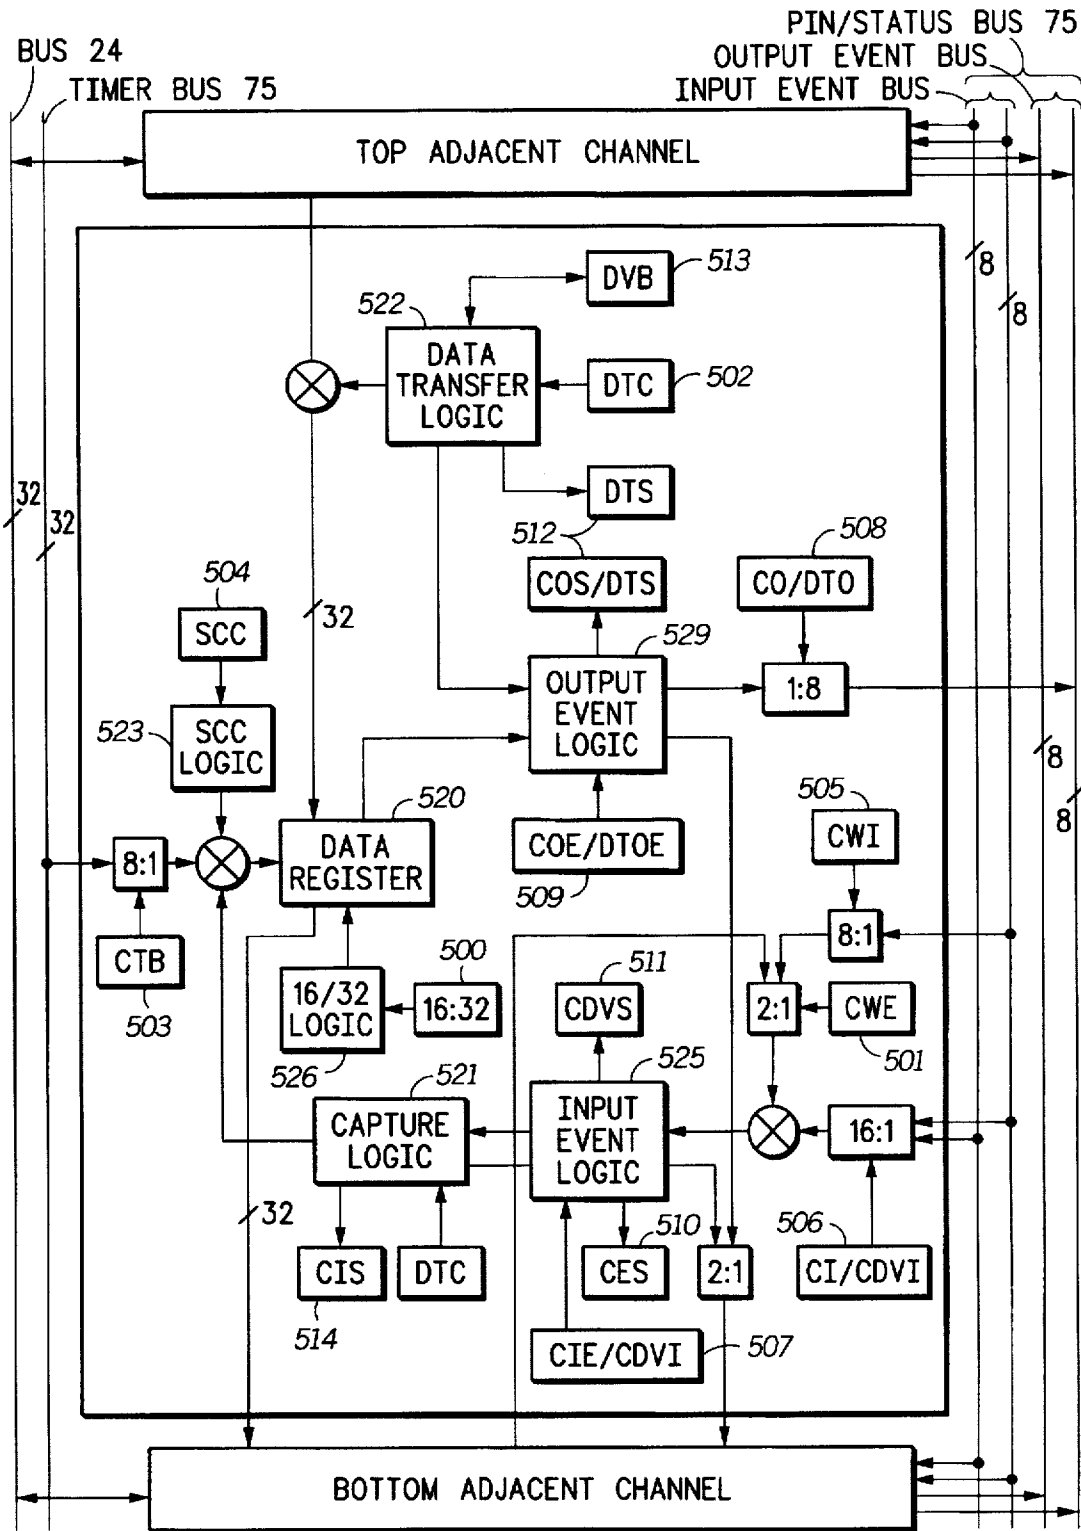 PIN/STATUS BUS 75
BUS 24
OUTPUT EVENT BUS
TIMER BUS 75
INPUT EVENT BUS
TOP ADJACENT CHANNEL
DVB
513
8
522
8
DATA
TRANSFER
LOGIC
DTC
502
DTS
32
32
512
508
COS/DTS
CO/DTO
504
32
SCC
529
OUTPUT
EVENT
LOGIC
1:8
523
SCC
LOGIC
8
505
8
520
CWI
DATA
REGISTER
COE/DTOE
8:1
509
8:1
500
511
CTB
16/32
LOGIC
16:32
CDVS
2:1
CWE
503
501
526
521
525
CAPTURE
LOGIC
INPUT
EVENT
LOGIC
16:1
32
506
510
CIS
DTC
CES
2:1
CI/CDVI
514
CIE/CDVI
507
BOTTOM ADJACENT CHANNEL